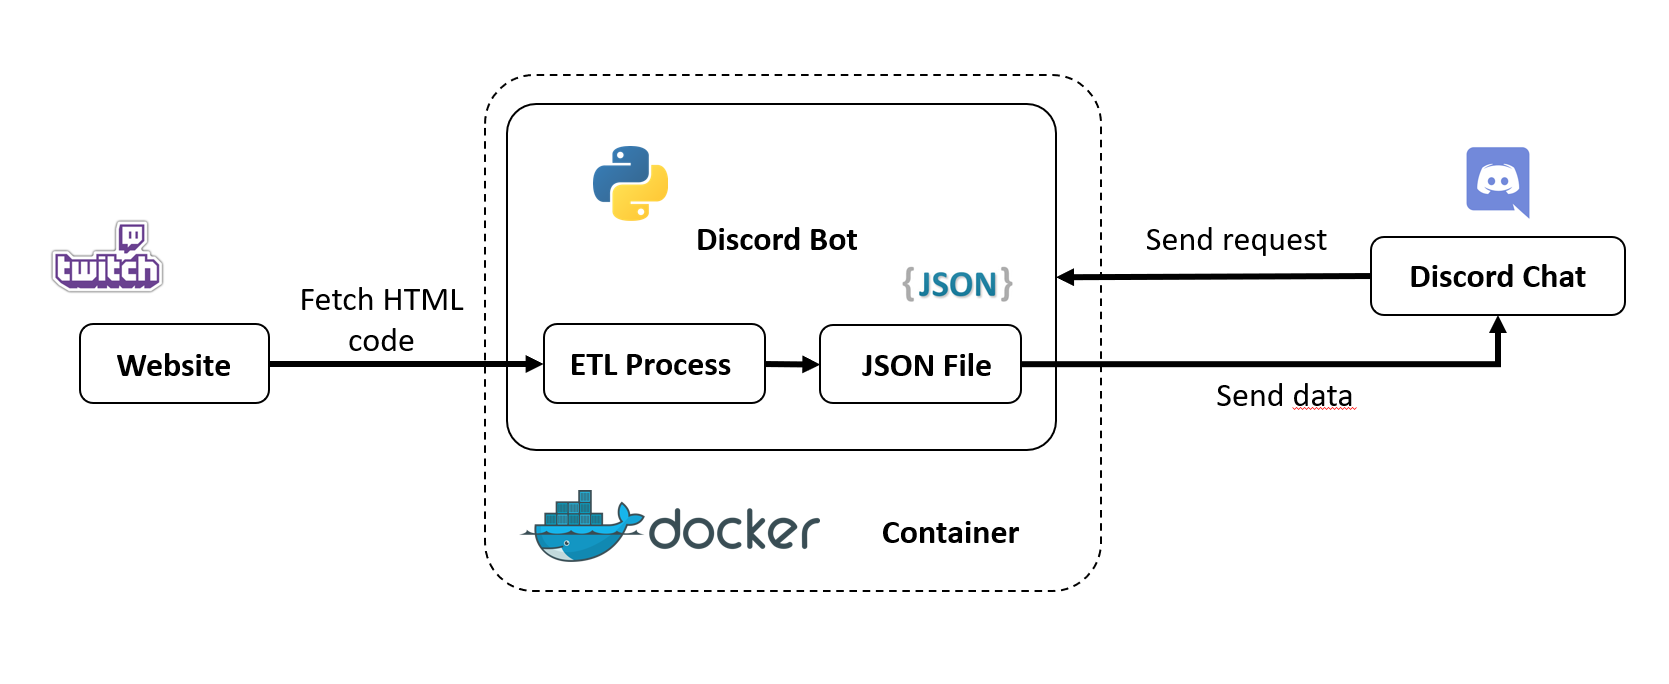 twitch
Website
Fetch HTML
code
Discord Bot
{JSON}
ETL Process
JSON File
docker
Container
Send request
Discord Chat
Send data